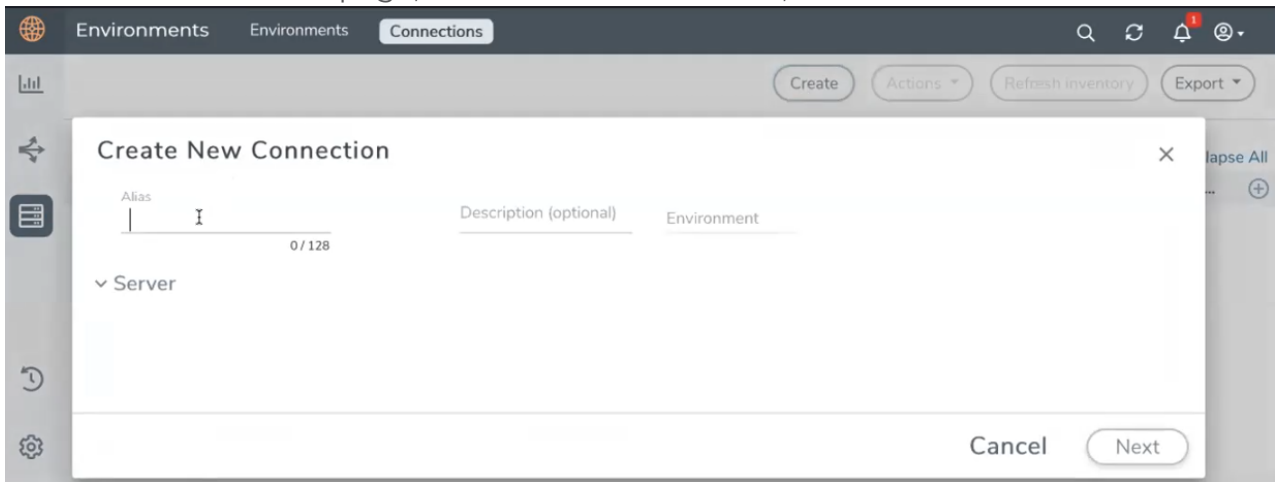 Environments Environments Connections
1
Create Actions Refresh inventory Export
Create New Connection
lapse All
...
Alias
Description (optional) Environment
0 / 128
Server
Cancel Next